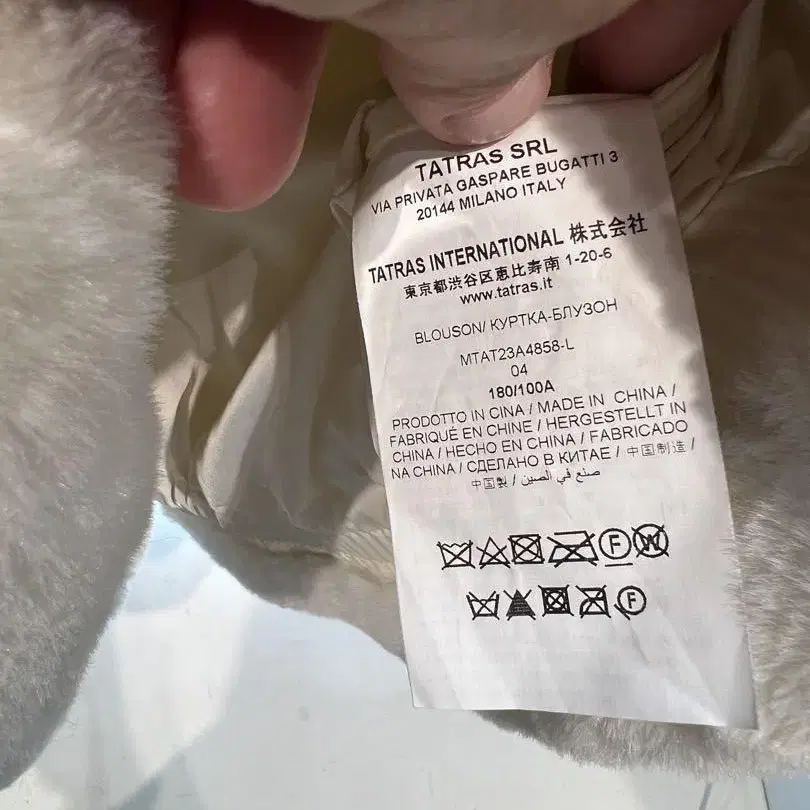 TATRAS SRL
VIA PRIVATA GASPARE BUGATTI 3
20144 MILANO ITALY
TATRAS INTERNATIONAL 株式会社
東京都渋谷区恵比寿南 1-20-6
www.tatras.it
BLOUSON/ КУРТКА-БЛУЗОН
MTAT23A4858-L
04
180/100A
PRODOTTO IN CINA / MADE IN CHINA /
FABRIQUÉ EN CHINE / HERGESTELLT IN
CHINA / HECHO EN CHINA / FABRICADO
NA CHINA / СДЕЛАНО В КИТАЕ / 中国制造 /
中国製 / صنع في الصين /
F W
F